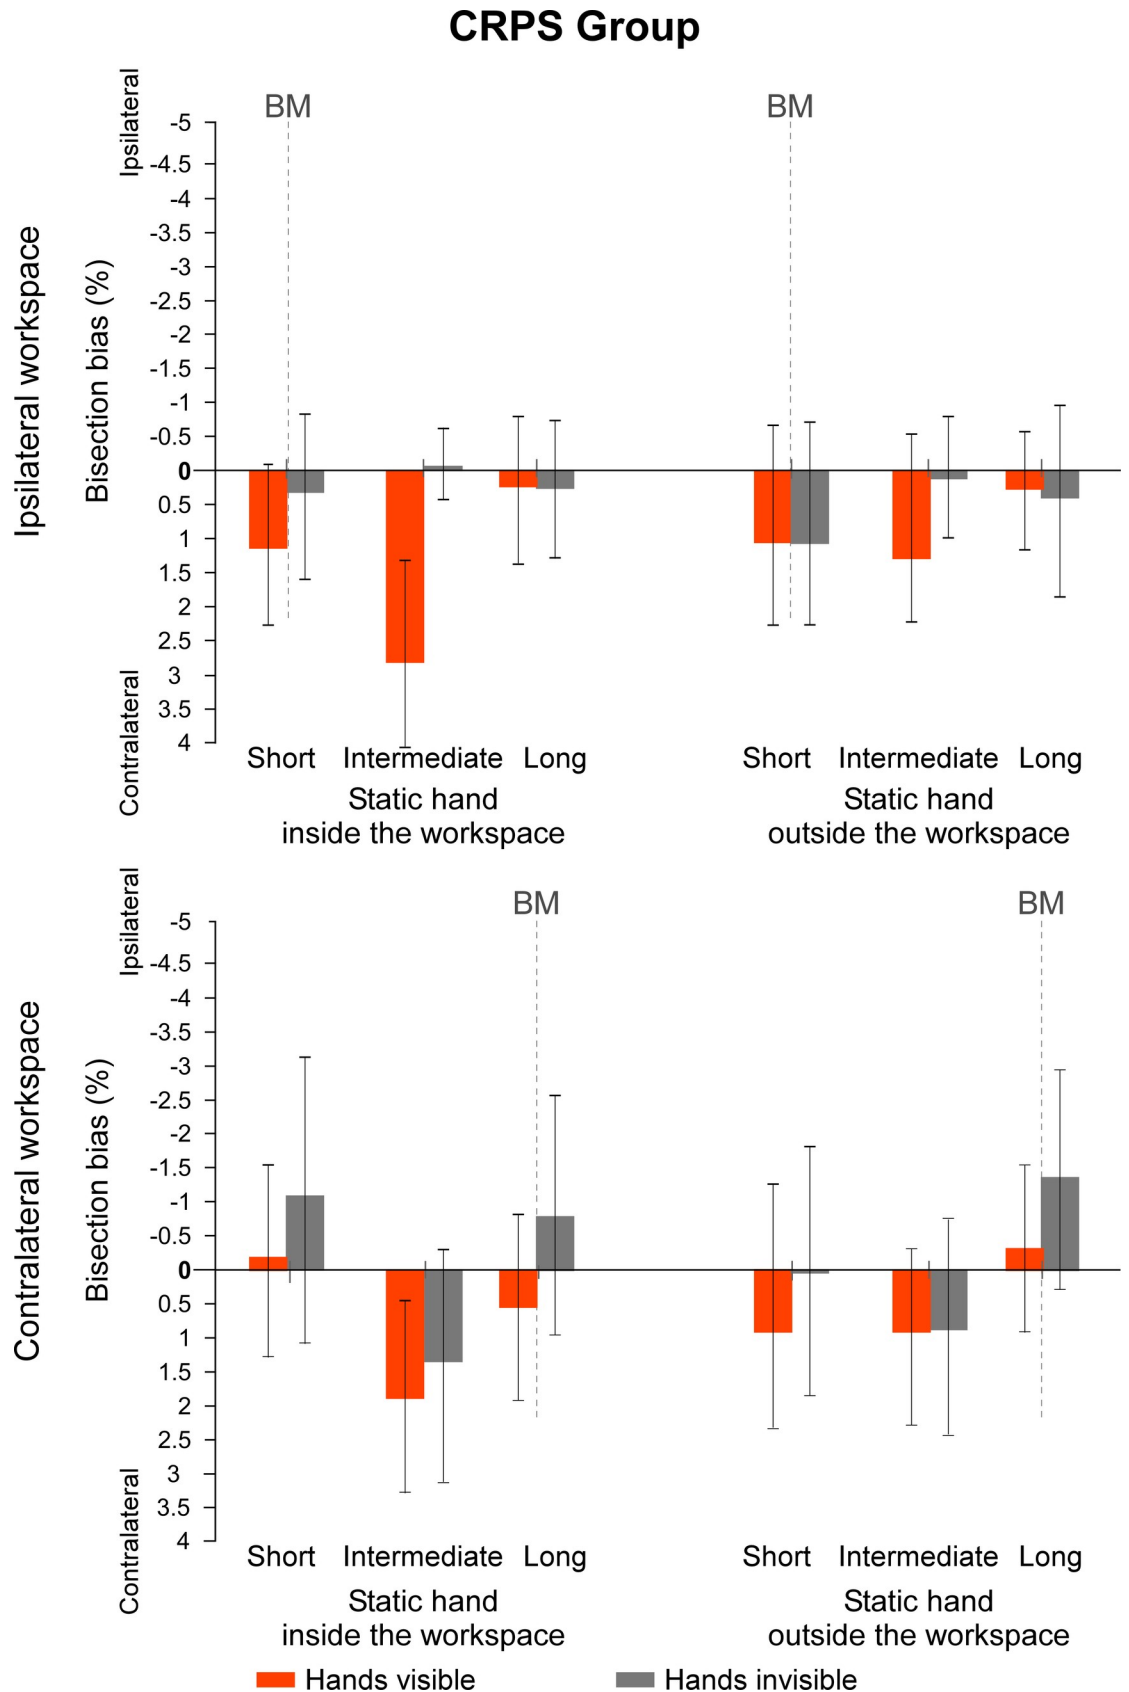 CRPS Group
Ipsilateral workspace
Bisection bias (%)
Ipsilateral
Contralateral
BM
BM
-5
-4.5
-4
-3.5
-3
-2.5
-2
-1.5
-1
-0.5
0
0.5
1
1.5
2
2.5
3
3.5
4
Short Intermediate Long
Short Intermediate Long
Static hand
inside the workspace
Static hand
outside the workspace
Contralateral workspace
Bisection bias (%)
Ipsilateral
Contralateral
BM
BM
-5
-4.5
-4
-3.5
-3
-2.5
-2
-1.5
-1
-0.5
0
0.5
1
1.5
2
2.5
3
3.5
4
Short Intermediate Long
Short Intermediate Long
Static hand
inside the workspace
Static hand
outside the workspace
Hands visible
Hands invisible